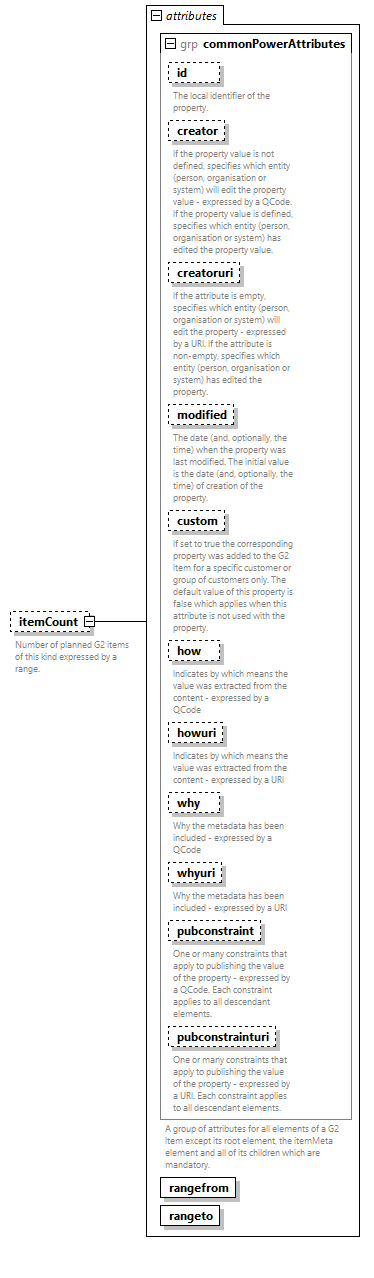 attributes
grp commonPowerAttributes
id
The local identifier of the
property.
creator
If the property value is not
defined, specifies which entity
(person, organisation or
system) will edit the property
value - expressed by a QCode.
If the property value is defined,
specifies which entity (person,
organisation or system) has
edited the property value.
creatoruri
If the attribute is empty,
specifies which entity (person,
organisation or system) will
edit the property - expressed
by a URI. If the attribute is
non-empty, specifies which
entity (person, organisation or
system) has edited the
property.
modified
The date (and, optionally, the
time) when the property was
last modified. The initial value
is the date (and, optionally, the
time) of creation of the
property.
custom
If set to true the corresponding
property was added to the G2
Item for a specific customer or
group of customers only. The
default value of this property is
false which applies when this
attribute is not used with the
property.
itemCount
Number of planned G2 items
of this kind expressed by a
range.
how
Indicates by which means the
value was extracted from the
content - expressed by a
QCode
howuri
Indicates by which means the
value was extracted from the
content - expressed by a URI
why
Why the metadata has been
included - expressed by a
QCode
whyuri
Why the metadata has been
included - expressed by a URI
pubconstraint
One or many constraints that
apply to publishing the value
of the property - expressed by
a QCode. Each constraint
applies to all descendant
elements.
pubconstrainturi
One or many constraints that
apply to publishing the value
of the property - expressed by
a URI. Each constraint applies
to all descendant elements.
A group of attributes for all elements of a G2
Item except its root element, the itemMeta
element and all of its children which are
mandatory.
rangefrom
rangeto